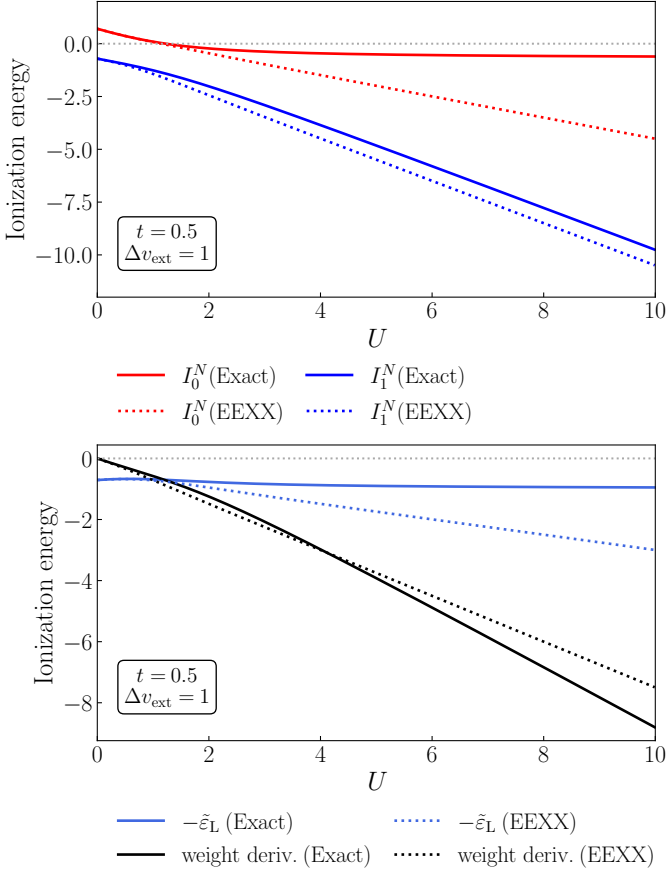 0.0
−2.5
−5.0
−7.5
−10.0
Ionization energy
t = 0.5
Δv_ext = 1
0 2 4 6 8 10
U
I_0^N(Exact) I_1^N(Exact)
I_0^N(EEXX) I_1^N(EEXX)
0
−2
−4
−6
−8
Ionization energy
t = 0.5
Δv_ext = 1
0 2 4 6 8 10
U
−ε̃_L (Exact) −ε̃_L (EEXX)
weight deriv. (Exact) weight deriv. (EEXX)